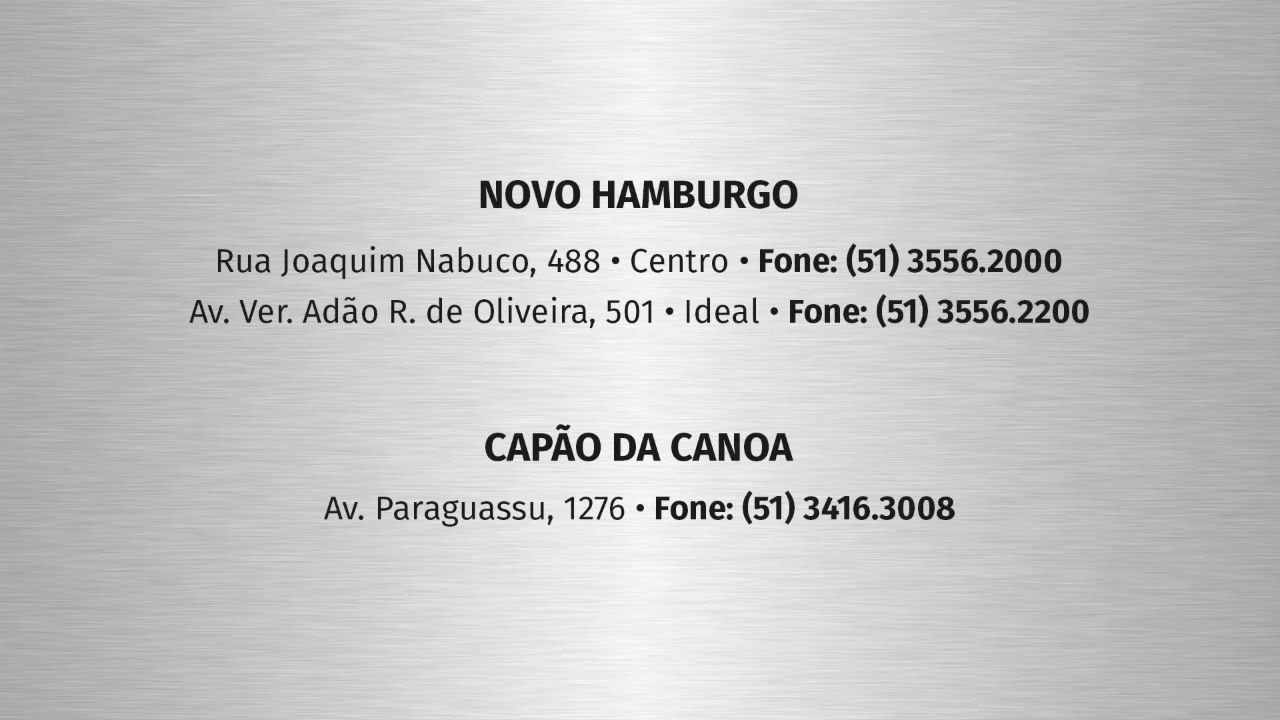 NOVO HAMBURGO
Rua Joaquim Nabuco, 488 • Centro • Fone: (51) 3556.2000
Av. Ver. Adão R. de Oliveira, 501 • Ideal • Fone: (51) 3556.2200
CAPÃO DA CANOA
Av. Paraguassu, 1276 • Fone: (51) 3416.3008